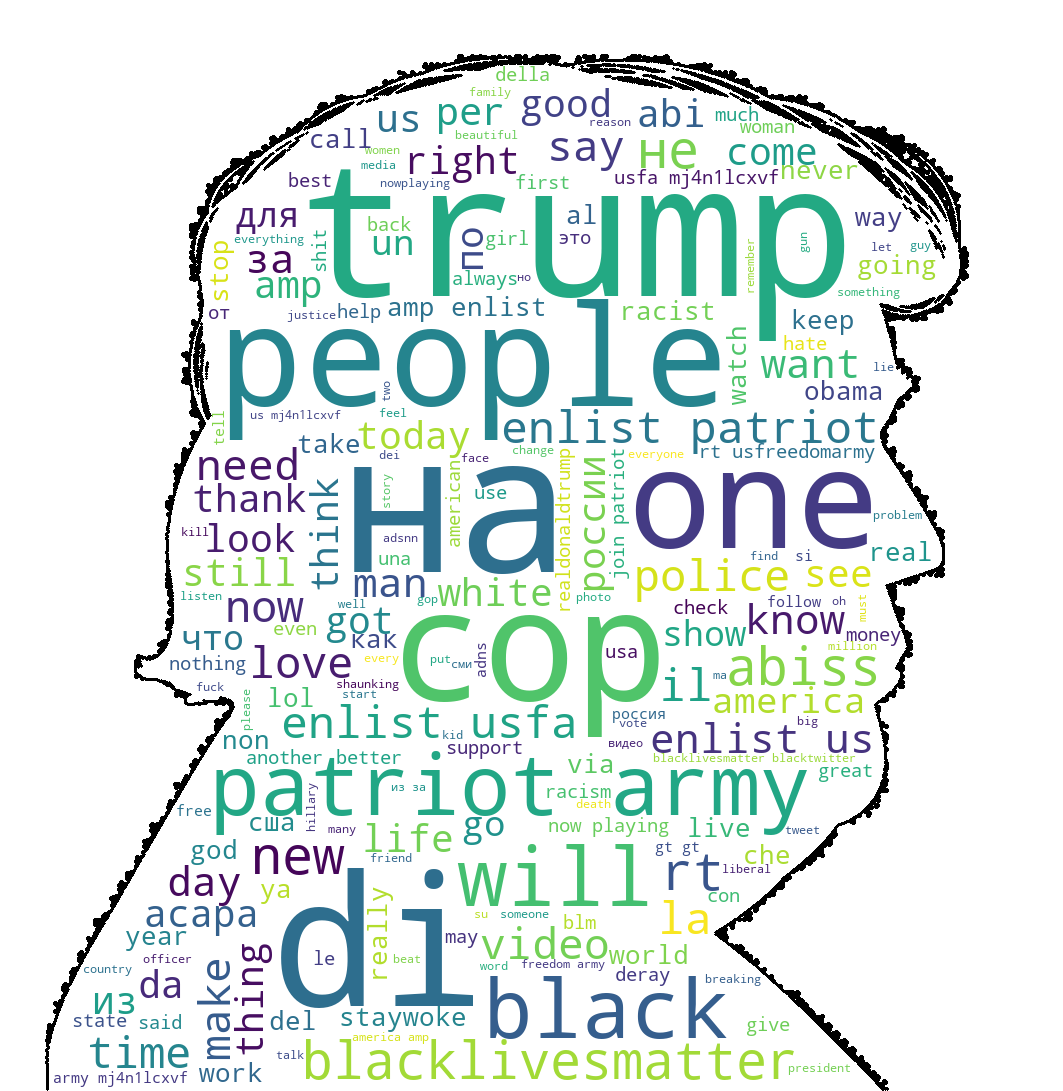 della
family
good
per
us
abi
much
reason
woman
beautiful
call
women
right
say
не
come
media
best
nowplaying
first
usfa mj4n1lcxvf
never
trump
для
back
al
way
everything
un
по
girl
это
let
guy
stop
за
shit
gun
remember
going
amp
always
но
something
от
justice
help
amp enlist
racist
keep
people
watch
hate
want
lie
two
obama
us mj4n1lcxvf
feel
tell
today
enlist patriot
take
change
everyone
rt usfreedomarmy
need
dei
face
на
one
thank
think
story
american
use
realdonaldtrump
россии
join patriot
problem
kill
look
adsnn
find
si
real
still
una
man
police
see
listen
now
well
gop
white
photo
check
follow
oh
must
even
got
know
что
как
show
money
nothing
love
every
cop
put
сми
adns
usa
million
fuck
shaunking
start
il
ma
abiss
please
lol
america
enlist usfa
россия
vote
big
non
kid
support
видео
enlist us
another better
via
blacklivesmatter blacktwitter
great
patriot army
из за
racism
death
free
hillary
сша
many
life
go
now playing
live
tweet
god
new
friend
gt gt
che
day
ya
will
rt
liberal
di
really
con
асара
su
someone
blm
la
year
may
video
world
officer
le
beat
word
freedom army
deray
breaking
country
da
thing
make
из
black
state
said
del
staywoke
give
time
america amp
talk
blacklivesmatter
president
army mj4n1lcxvf
work